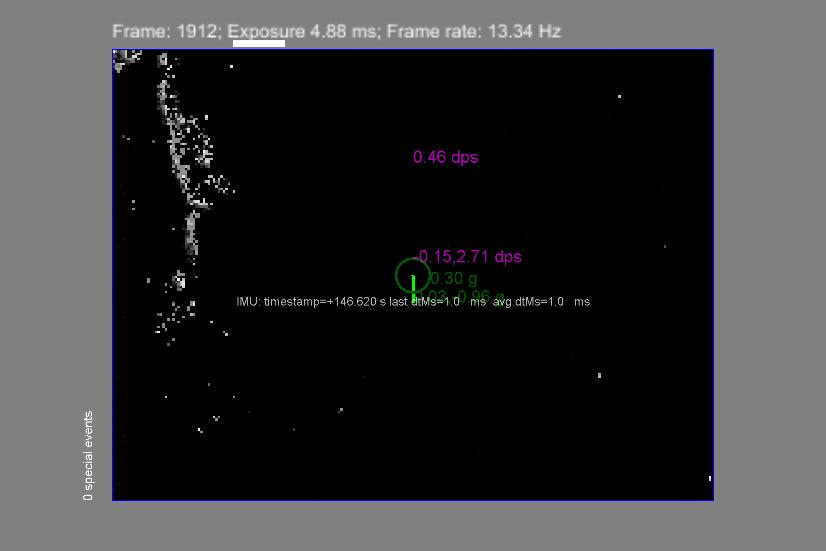 Frame: 1912; Exposure 4.88 ms; Frame rate: 13.34 Hz
0.46 dps
-0.15,2.71 dps
0.30 g
IMU: timestamp=+146.620 s last dtMs=1.0 ms avg dtMs=1.0 ms
0 special events